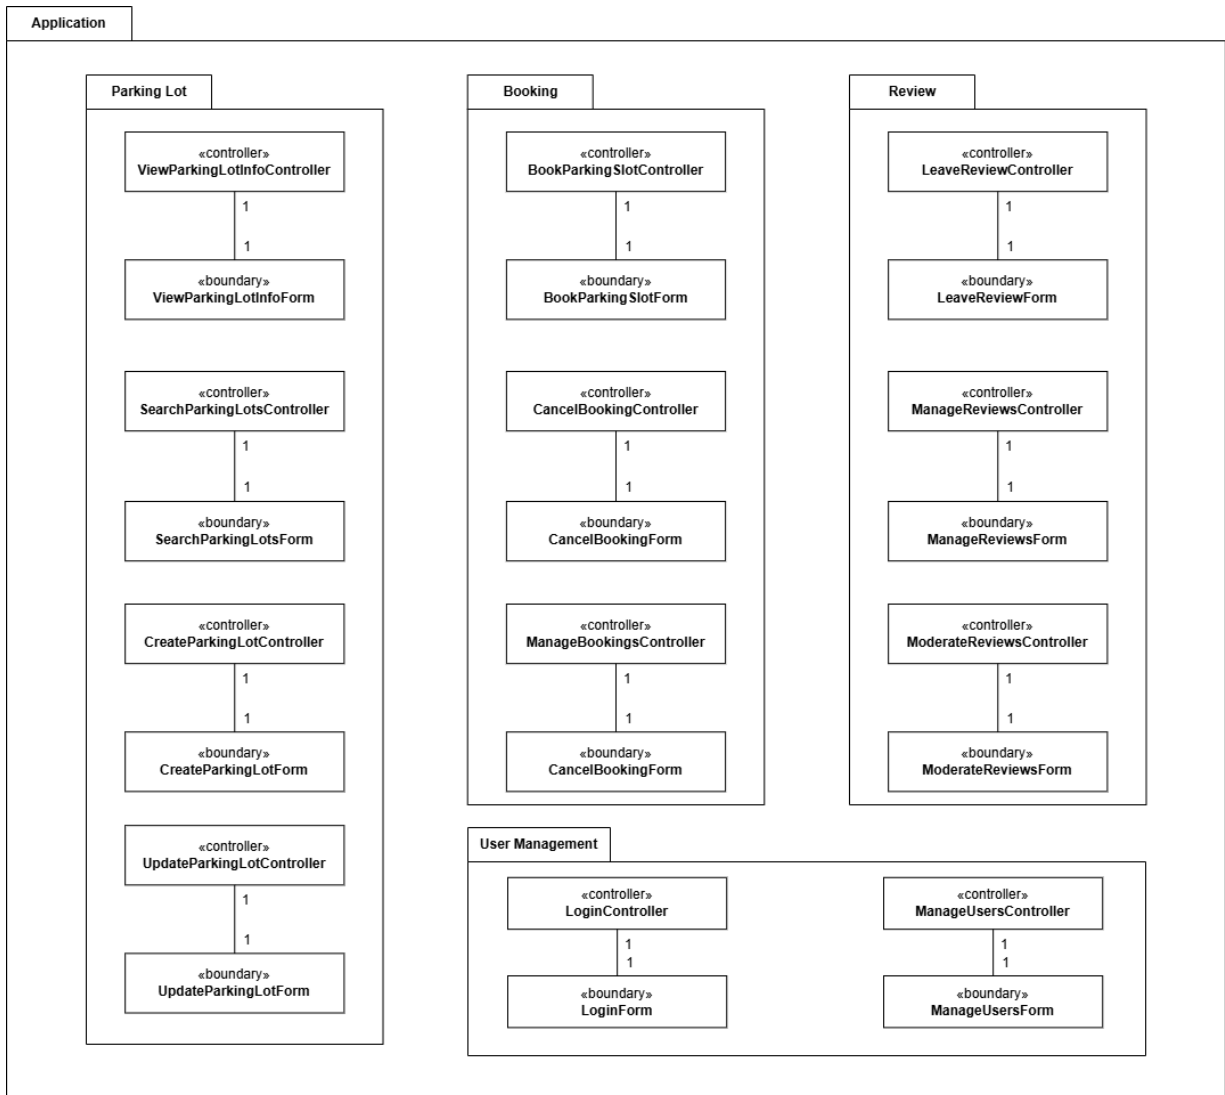 Application
Parking Lot
«controller»
ViewParkingLotInfoController
1
1
«boundary»
ViewParkingLotInfoForm
«controller»
SearchParkingLotsController
1
1
«boundary»
SearchParkingLotsForm
«controller»
CreateParkingLotController
1
1
«boundary»
CreateParkingLotForm
«controller»
UpdateParkingLotController
1
1
«boundary»
UpdateParkingLotForm
Booking
«controller»
BookParkingSlotController
1
1
«boundary»
BookParkingSlotForm
«controller»
CancelBookingController
1
1
«boundary»
CancelBookingForm
«controller»
ManageBookingsController
1
1
«boundary»
CancelBookingForm
Review
«controller»
LeaveReviewController
1
1
«boundary»
LeaveReviewForm
«controller»
ManageReviewsController
1
1
«boundary»
ManageReviewsForm
«controller»
ModerateReviewsController
1
1
«boundary»
ModerateReviewsForm
User Management
«controller»
LoginController
1
1
«boundary»
LoginForm
«controller»
ManageUsersController
1
1
«boundary»
ManageUsersForm